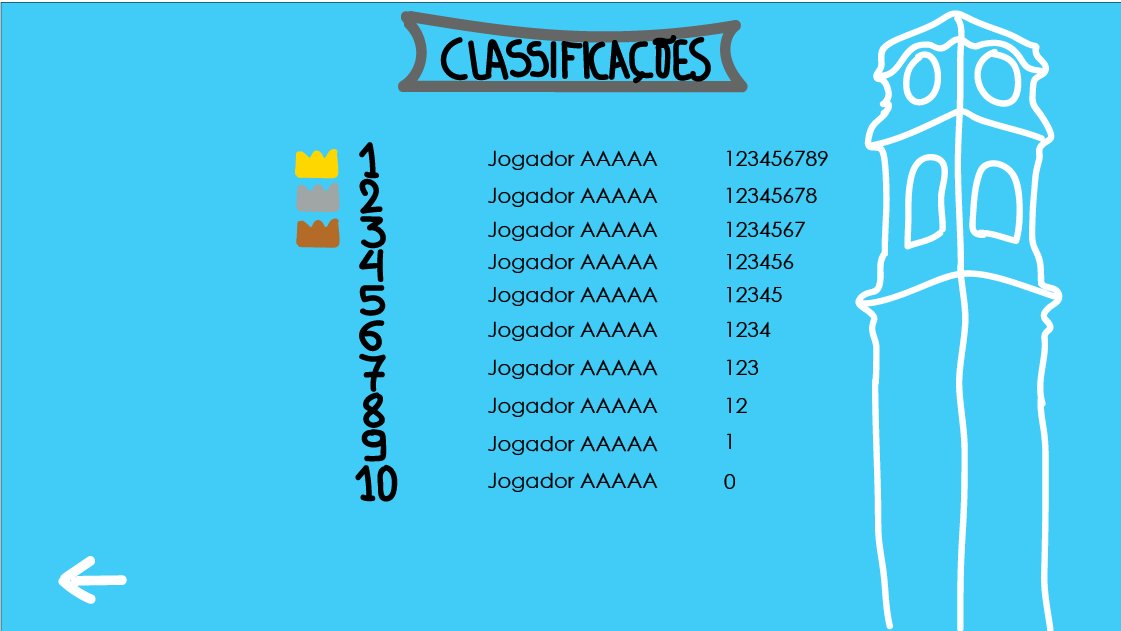 CLASSIFICAÇÕES
1 Jogador AAAAA 123456789
2 Jogador AAAAA 12345678
3 Jogador AAAAA 1234567
4 Jogador AAAAA 123456
5 Jogador AAAAA 12345
6 Jogador AAAAA 1234
7 Jogador AAAAA 123
8 Jogador AAAAA 12
9 Jogador AAAAA 1
10 Jogador AAAAA 0